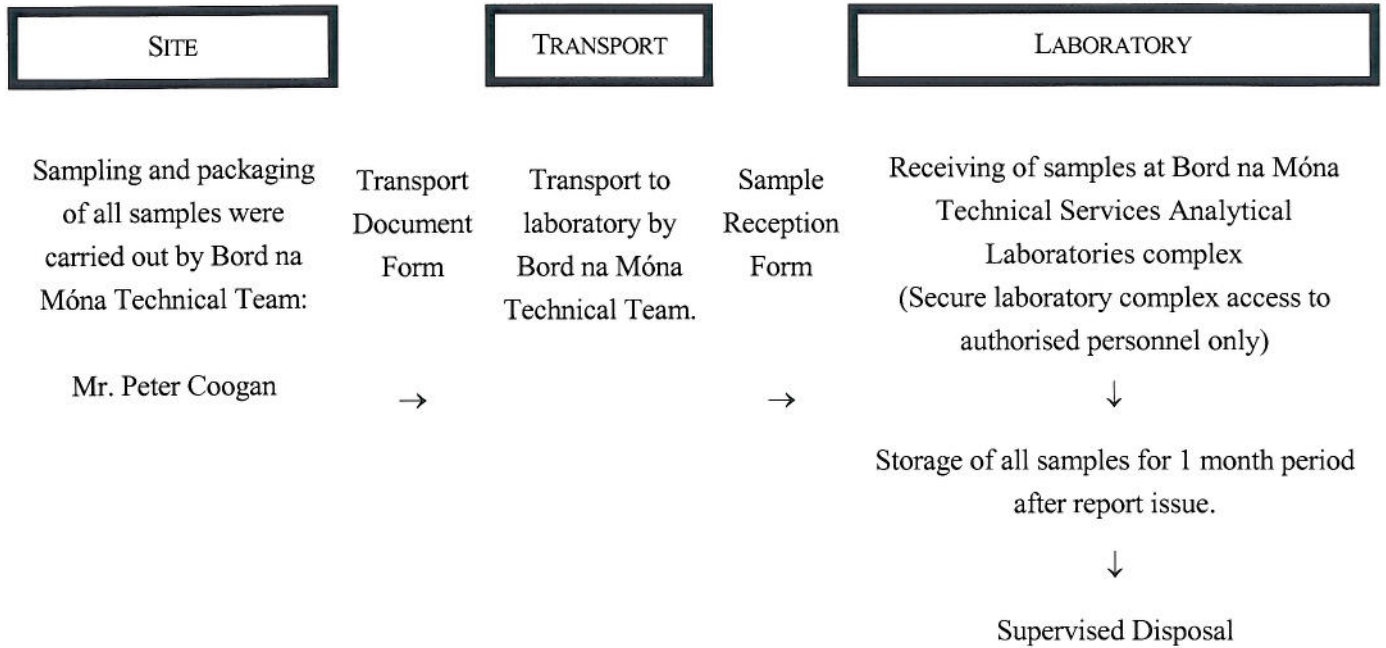 SITE
TRANSPORT
LABORATORY
Sampling and packaging
of all samples were
carried out by Bord na
Móna Technical Team:
Mr. Peter Coogan
Transport
Document
Form
→
Transport to
laboratory by
Bord na Móna
Technical Team.
Sample
Reception
Form
→
Receiving of samples at Bord na Móna
Technical Services Analytical
Laboratories complex
(Secure laboratory complex access to
authorised personnel only)
↓
Storage of all samples for 1 month period
after report issue.
↓
Supervised Disposal